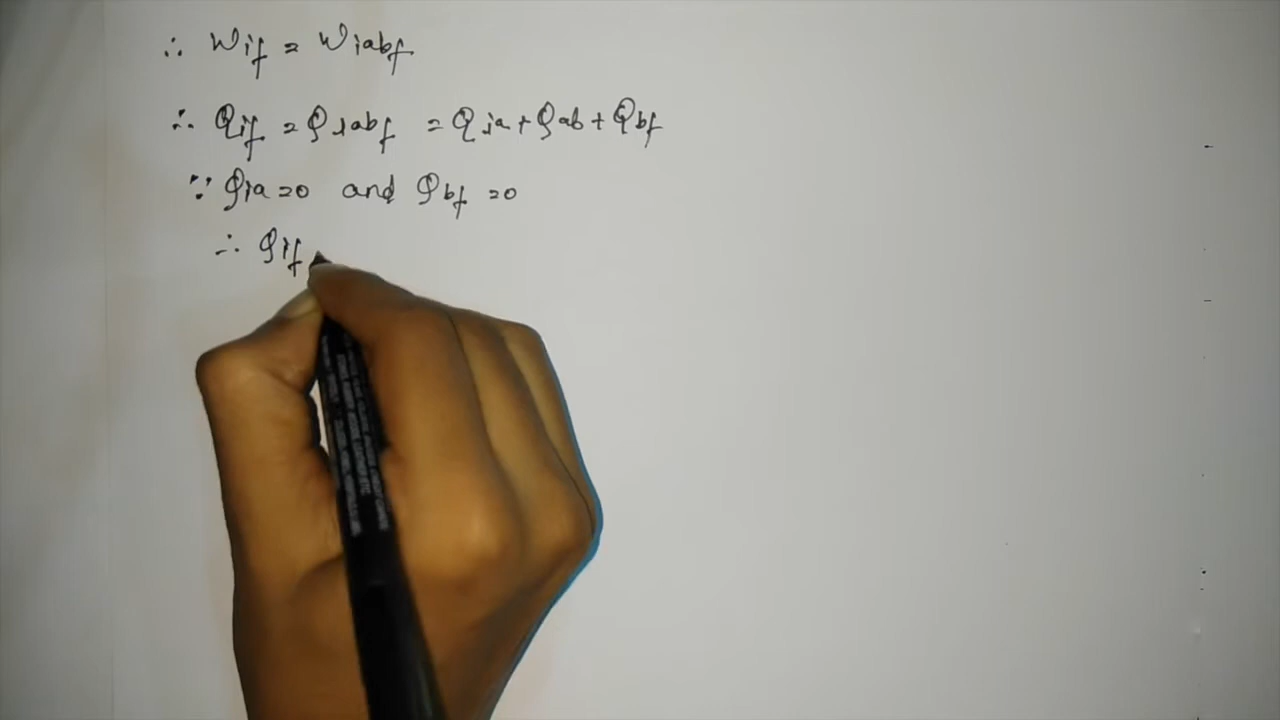 ∴ Wif = Wiabf
∴ Qif = Qiabf = Qia + Qab + Qbf
∵ Qia = 0 and Qbf = 0
∴ Qif